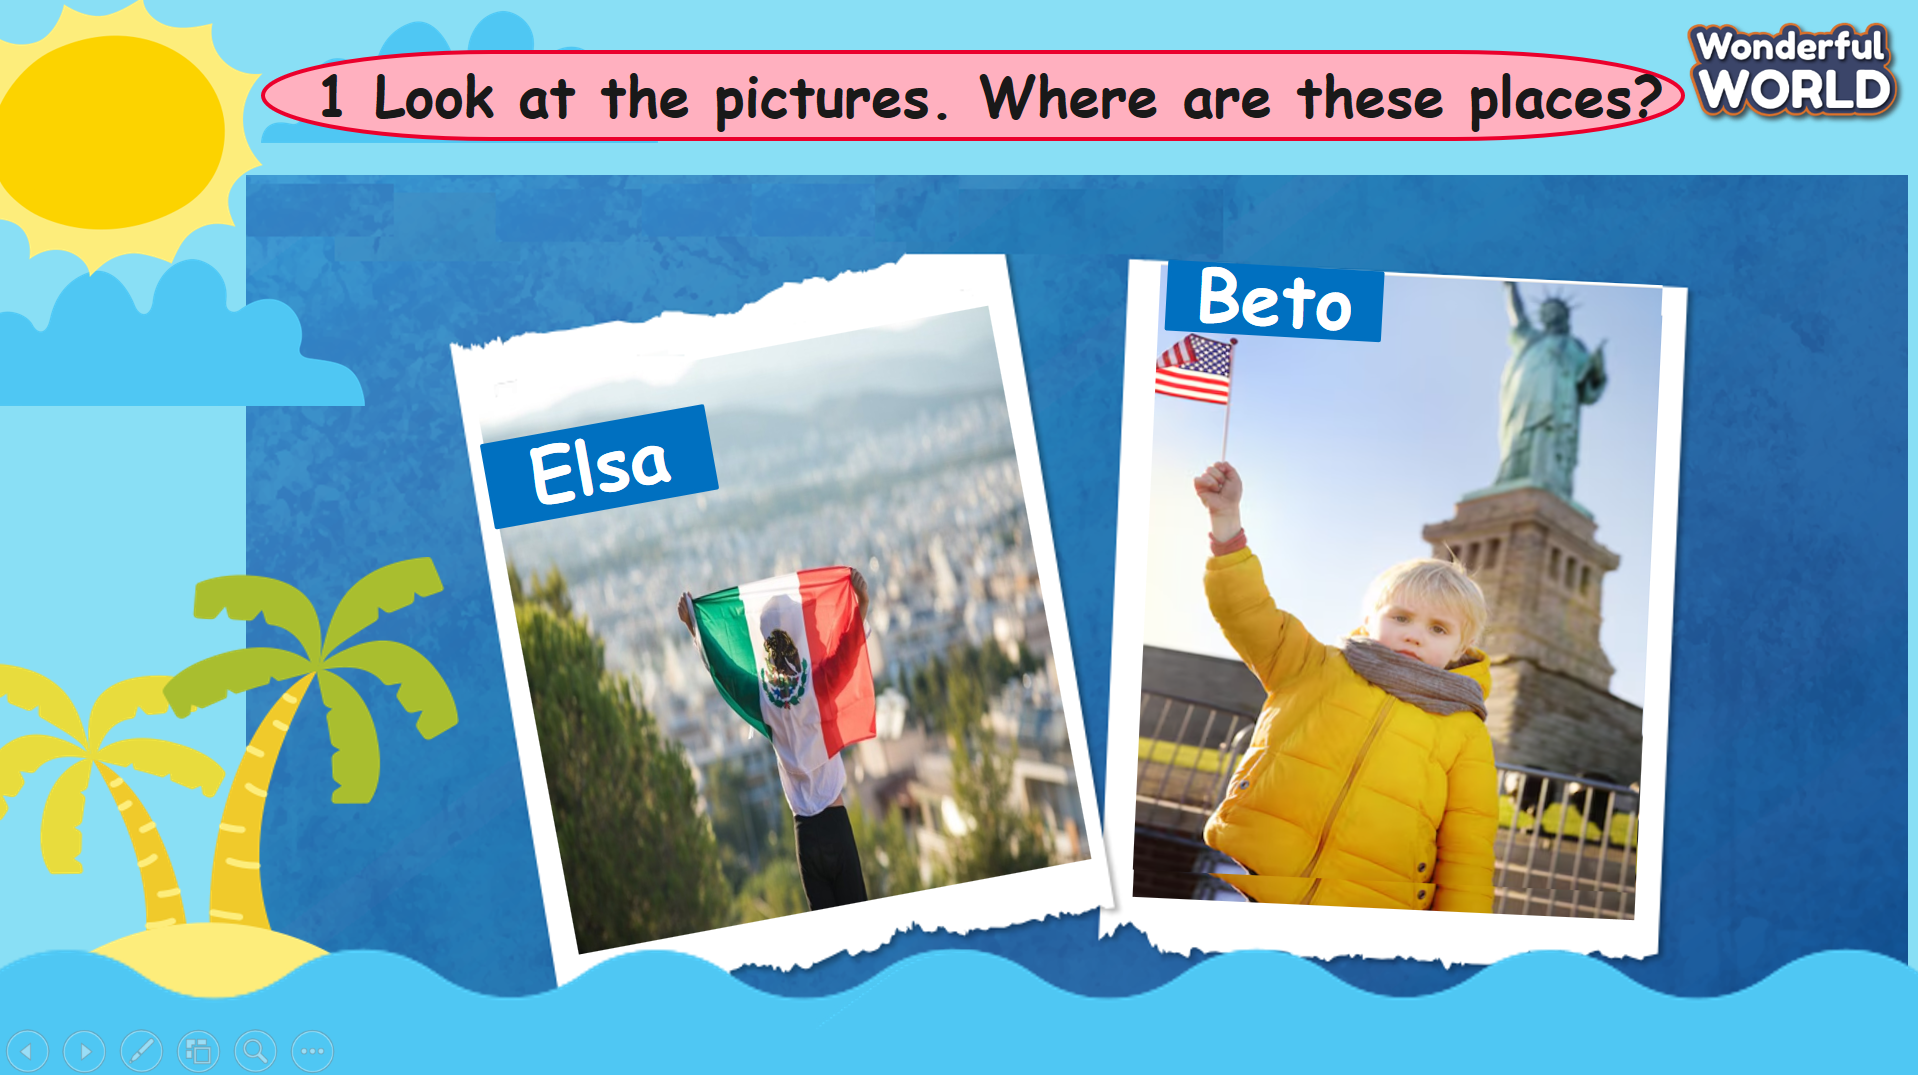 1 Look at the pictures. Where are these places?
Wonderful
WORLD
Elsa
Beto